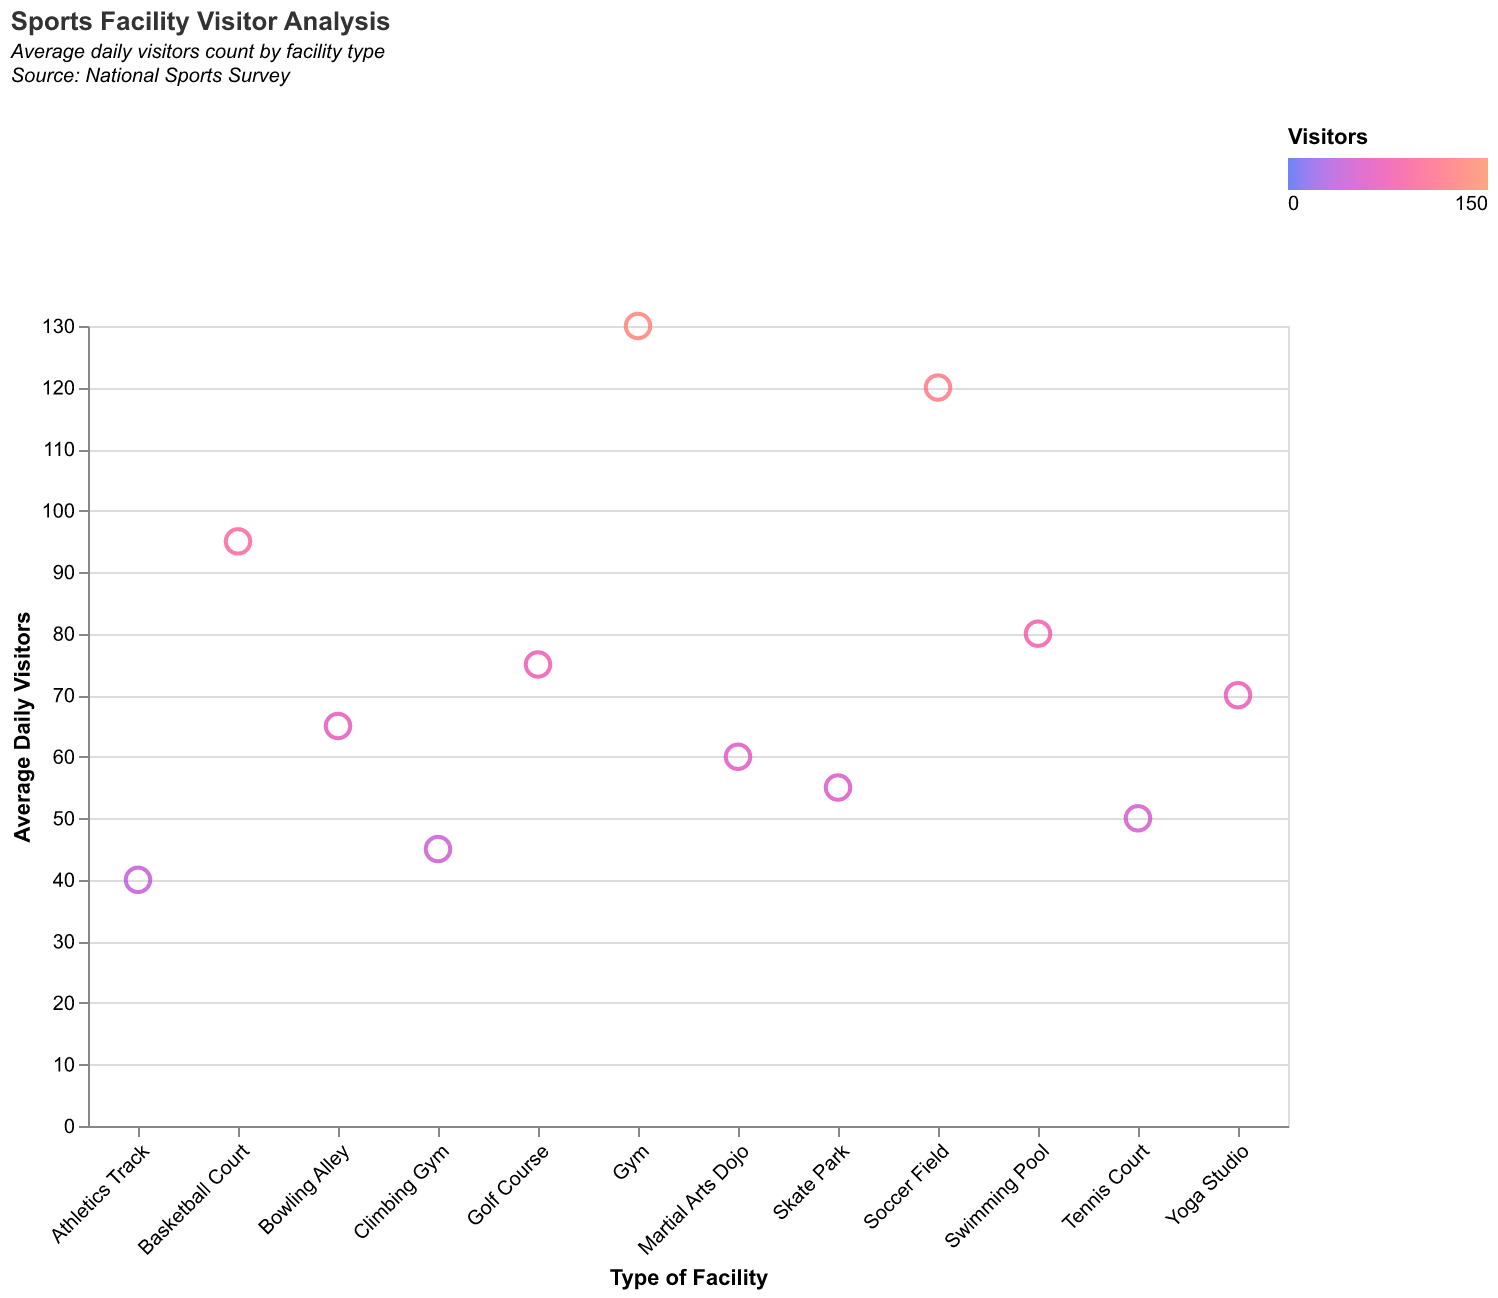 Sports Facility Visitor Analysis
Average daily visitors count by facility type
Source: National Sports Survey
Visitors
0 150
130
120
110
100
90
80
70
60
50
40
30
20
10
0
Average Daily Visitors
Athletics Track
Basketball Court
Bowling Alley
Climbing Gym
Golf Course
Gym
Martial Arts Dojo
Skate Park
Soccer Field
Swimming Pool
Tennis Court
Yoga Studio
Type of Facility